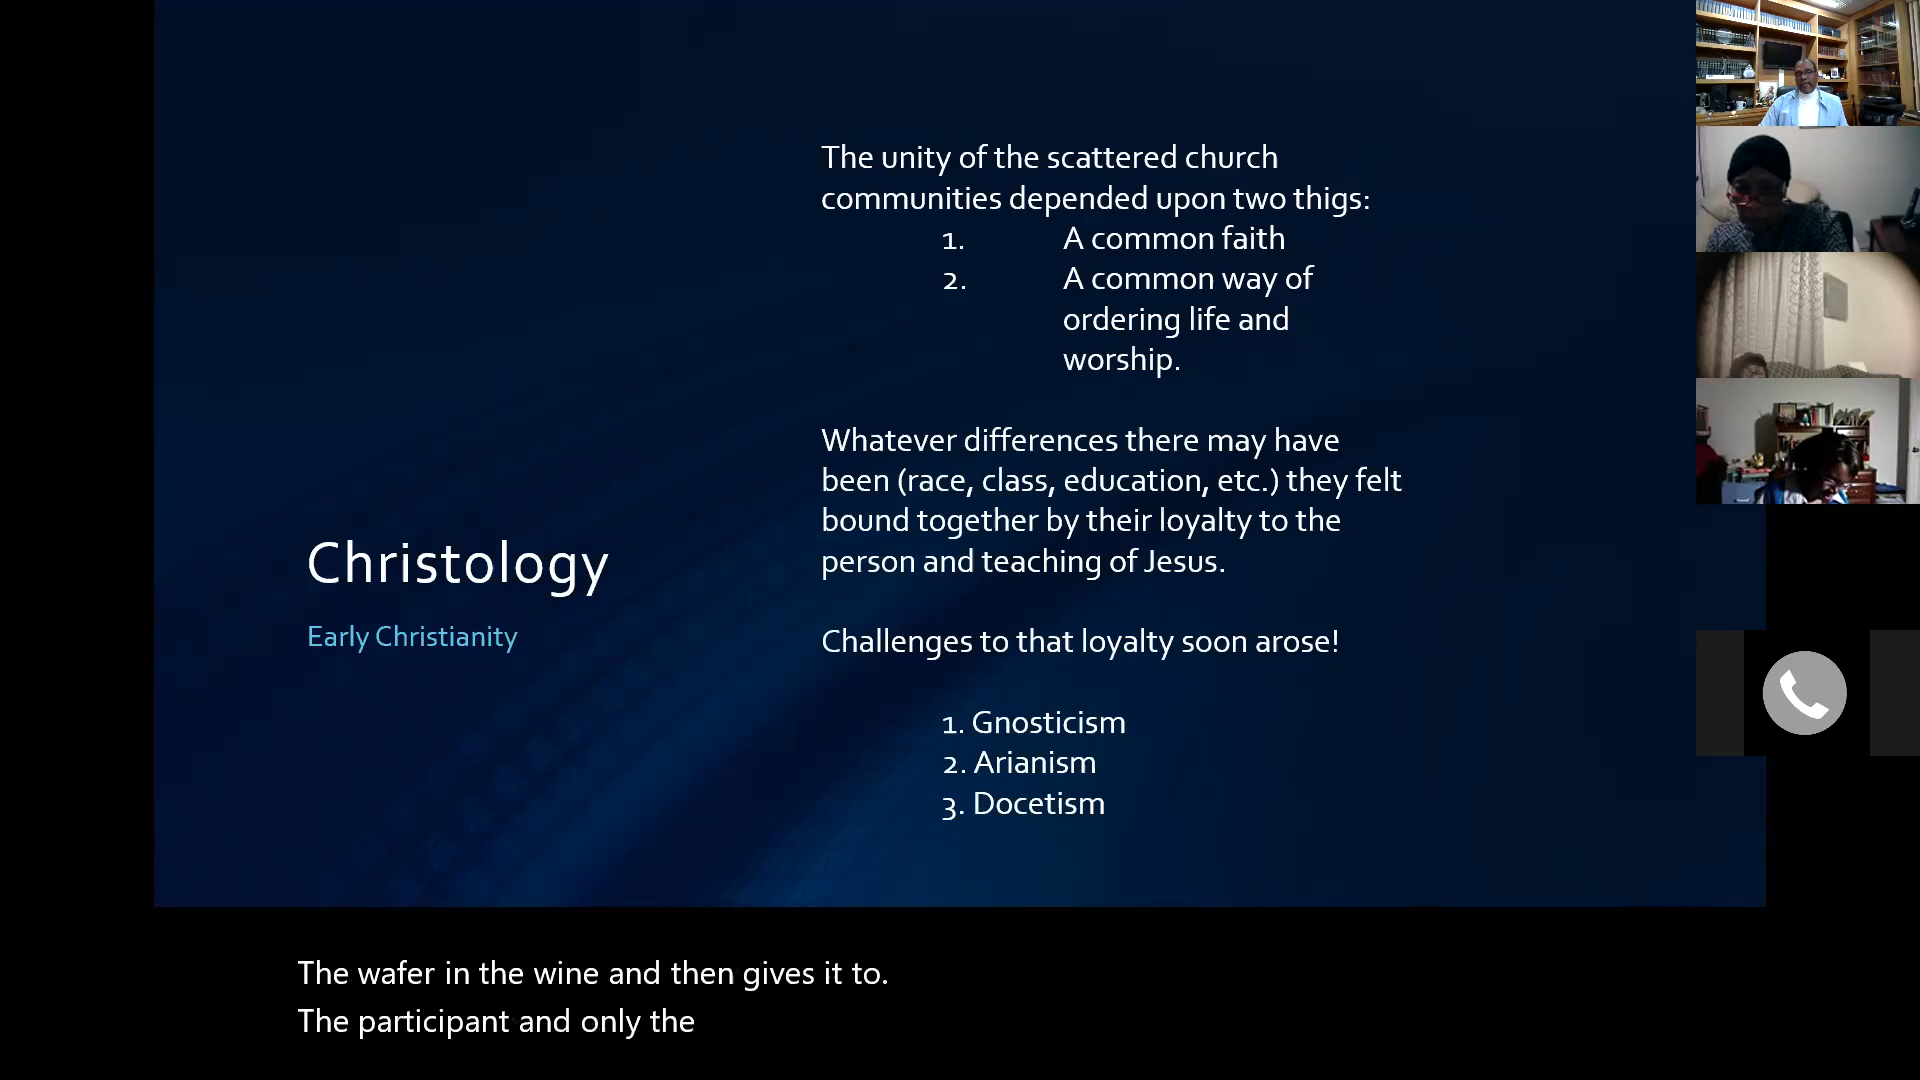 The unity of the scattered church
communities depended upon two thigs:
1. A common faith
2. A common way of
ordering life and
worship.
Whatever differences there may have
been (race, class, education, etc.) they felt
bound together by their loyalty to the
person and teaching of Jesus.
Challenges to that loyalty soon arose!
1. Gnosticism
2. Arianism
3. Docetism
Christology
Early Christianity
The wafer in the wine and then gives it to.
The participant and only the